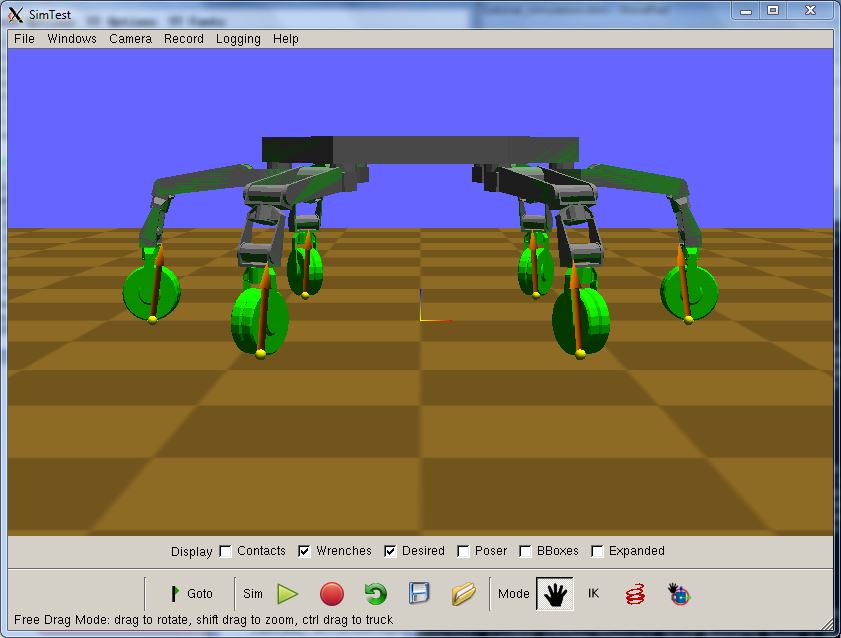 SimTest
File Windows Camera Record Logging Help
Display Contacts Wrenches Desired Poser BBoxes Expanded
Goto Sim Mode IK
Free Drag Mode: drag to rotate, shift drag to zoom, ctrl drag to truck